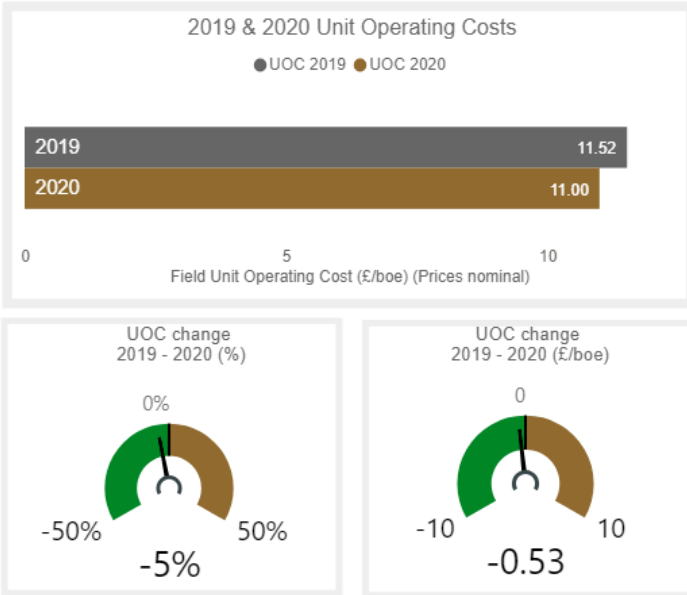 2019 & 2020 Unit Operating Costs
UOC 2019 UOC 2020
2019 11.52
2020 11.00
0 5 10
Field Unit Operating Cost (£/boe) (Prices nominal)
UOC change
2019 - 2020 (%)
0%
-50% 50%
-5%
UOC change
2019 - 2020 (£/boe)
0
-10 10
-0.53